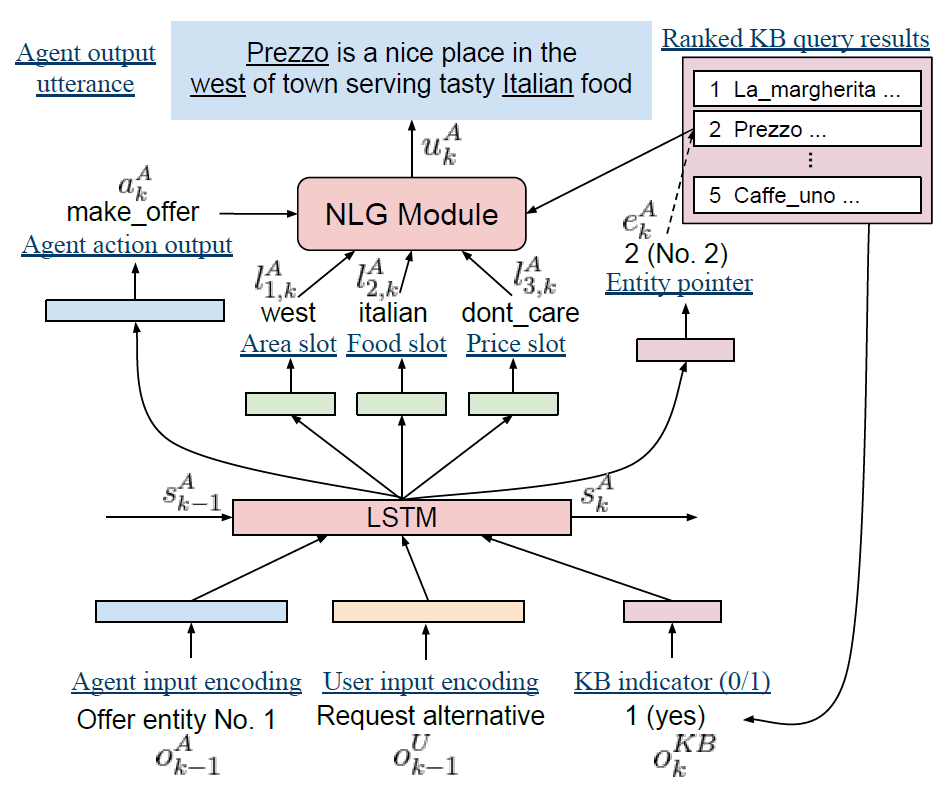 Agent output
utterance
Prezzo is a nice place in the
west of town serving tasty Italian food
Ranked KB query results
1 La_margherita ...
2 Prezzo ...
⋮
5 Caffe_uno ...
u_k^A
a_k^A
make_offer
Agent action output
NLG Module
e_k^A
2 (No. 2)
Entity pointer
l_{1,k}^A
west
Area slot
l_{2,k}^A
italian
Food slot
l_{3,k}^A
dont_care
Price slot
s_{k-1}^A
LSTM
s_k^A
Agent input encoding
Offer entity No. 1
o_{k-1}^A
User input encoding
Request alternative
o_{k-1}^U
KB indicator (0/1)
1 (yes)
o_k^{KB}